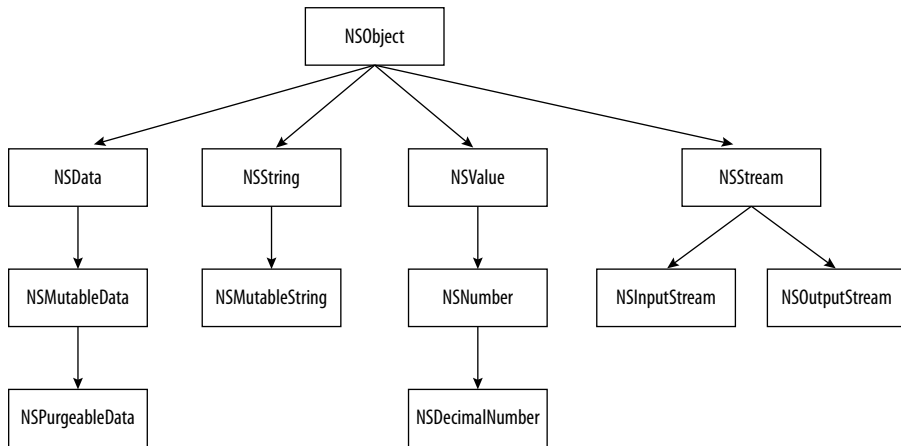 NSObject
NSData
NSString
NSValue
NSStream
NSMutableData
NSMutableString
NSNumber
NSInputStream
NSOutputStream
NSPurgeableData
NSDecimalNumber